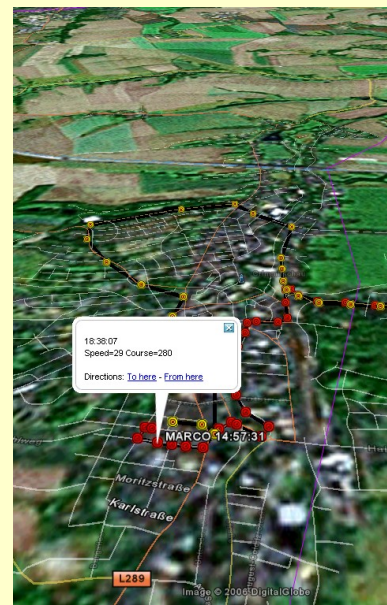 18:38:07
Speed=29 Course=280
Directions: To here - From here
MARCO 14:57:31
Moritzstraße
Karlstraße
L289
Image © 2006 DigitalGlobe